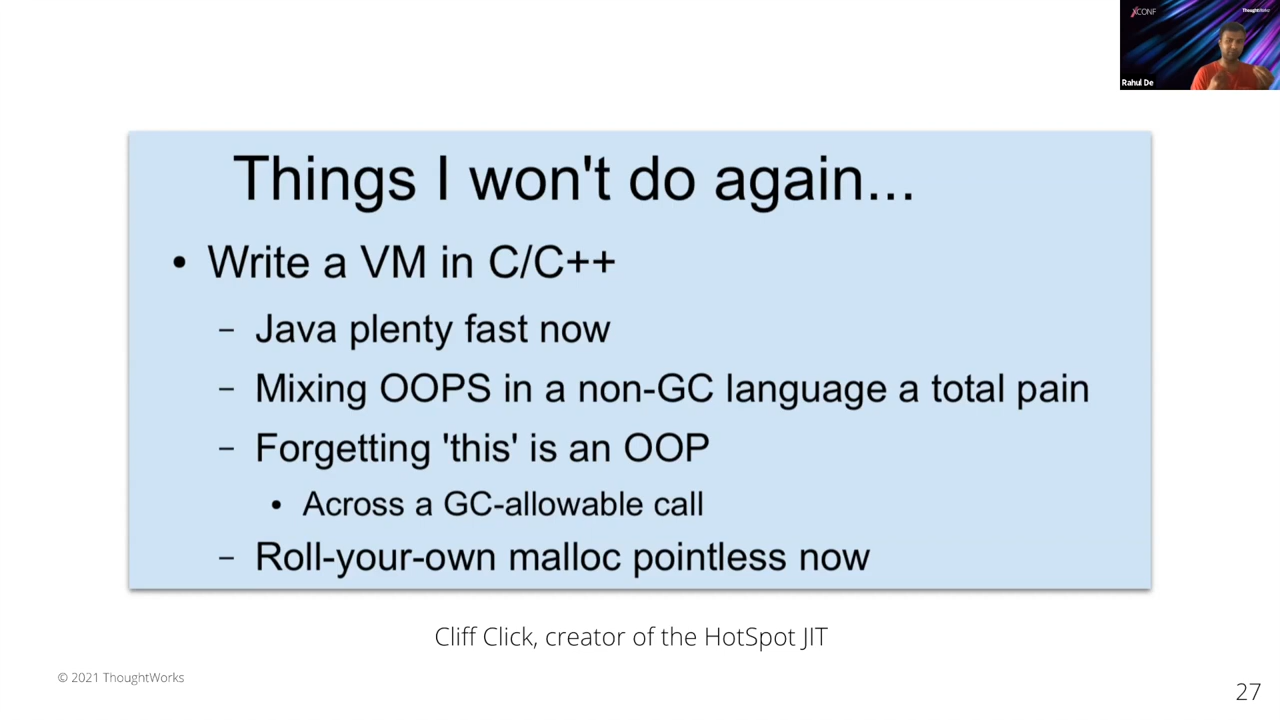 XCONF
ThoughtWorks
Rahul De
Things I won't do again...
• Write a VM in C/C++
– Java plenty fast now
– Mixing OOPS in a non-GC language a total pain
– Forgetting 'this' is an OOP
• Across a GC-allowable call
– Roll-your-own malloc pointless now
Cliff Click, creator of the HotSpot JIT
© 2021 ThoughtWorks
27